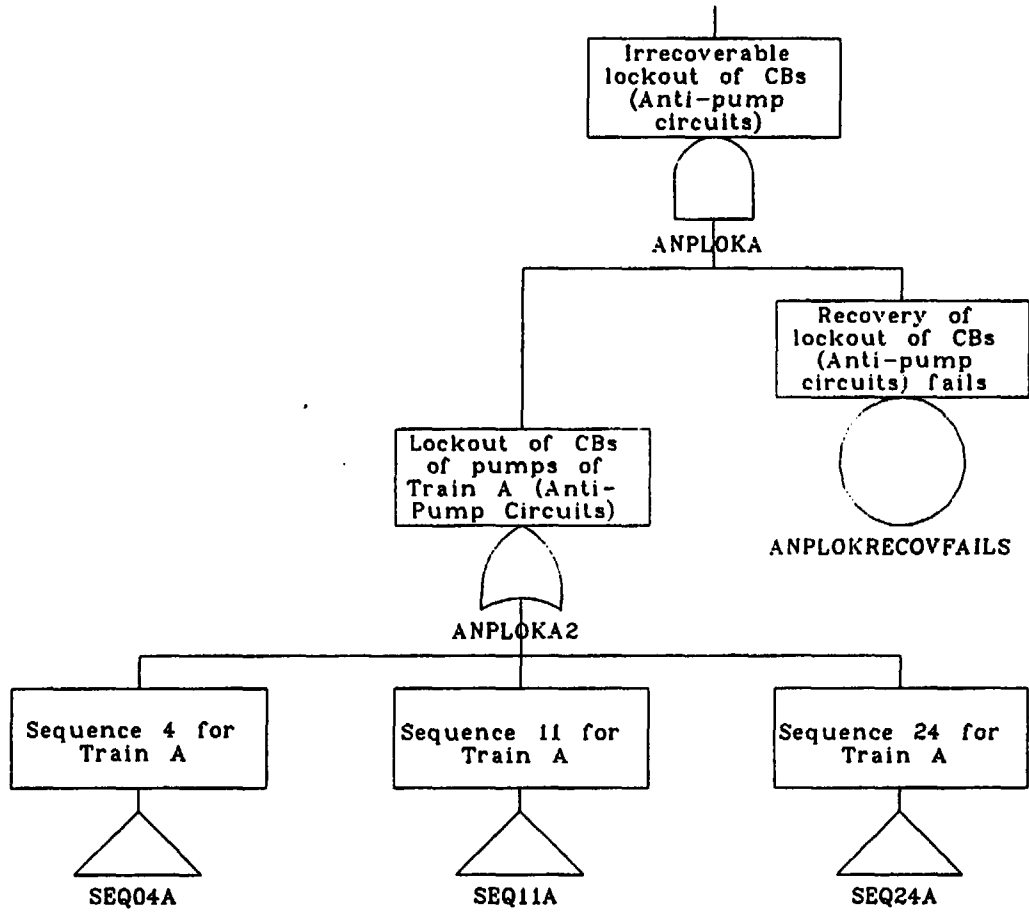 Irrecoverable
lockout of CBs
(Anti-pump
circuits)
ANPLOKA
Recovery of
lockout of CBs
(Anti-pump
circuits) fails
ANPLOKRECOVFAILS
Lockout of CBs
of pumps of
Train A (Anti-
Pump Circuits)
ANPLOKA2
Sequence 4 for
Train A
SEQ04A
Sequence 11 for
Train A
SEQ11A
Sequence 24 for
Train A
SEQ24A